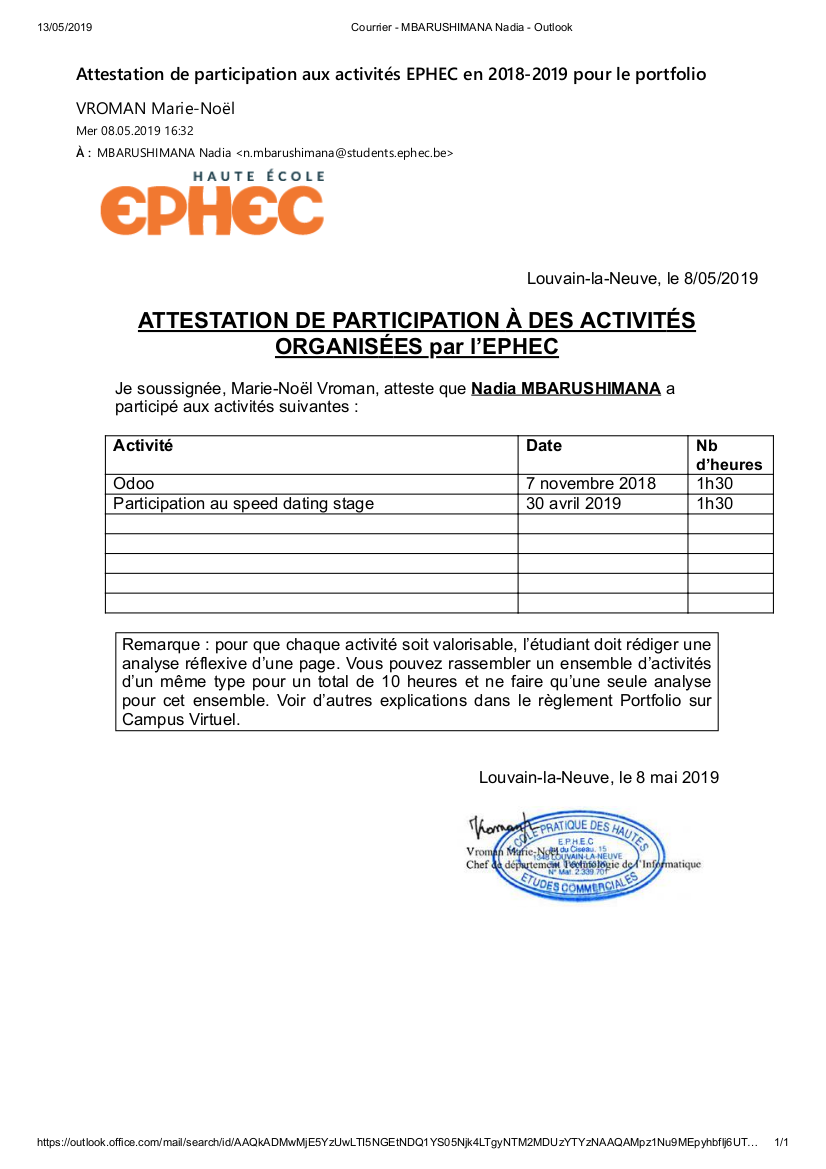 13/05/2019 Courrier - MBARUSHIMANA Nadia - Outlook
Attestation de participation aux activités EPHEC en 2018-2019 pour le portfolio
VROMAN Marie-Noël
Mer 08.05.2019 16:32
À : MBARUSHIMANA Nadia <n.mbarushimana@students.ephec.be>
HAUTE ÉCOLE
EPHEC
Louvain-la-Neuve, le 8/05/2019
ATTESTATION DE PARTICIPATION À DES ACTIVITÉS
ORGANISÉES par l’EPHEC
Je soussignée, Marie-Noël Vroman, atteste que Nadia MBARUSHIMANA a
participé aux activités suivantes :
Activité Date Nb
d’heures
Odoo 7 novembre 2018 1h30
Participation au speed dating stage 30 avril 2019 1h30
Remarque : pour que chaque activité soit valorisable, l’étudiant doit rédiger une
analyse réflexive d’une page. Vous pouvez rassembler un ensemble d’activités
d’un même type pour un total de 10 heures et ne faire qu’une seule analyse
pour cet ensemble. Voir d’autres explications dans le règlement Portfolio sur
Campus Virtuel.
Louvain-la-Neuve, le 8 mai 2019
Vroman
ECOLE PRATIQUE DES HAUTES
E.P.H.E.C
du Ciseau, 15
1348 LOUVAIN-LA-NEUVE
N° Mat. 2.339.701
ETUDES COMMERCIALES
Vroman Marie-Noël
Chef de département Technologie de l’Informatique
https://outlook.office.com/mail/search/id/AAQkADMwMjE5YzUwLTI5NGEtNDQ1YS05Njk4LTgyNTM2MDUzYTYzNAAQAMpz1Nu9MEpyhbflj6UT… 1/1